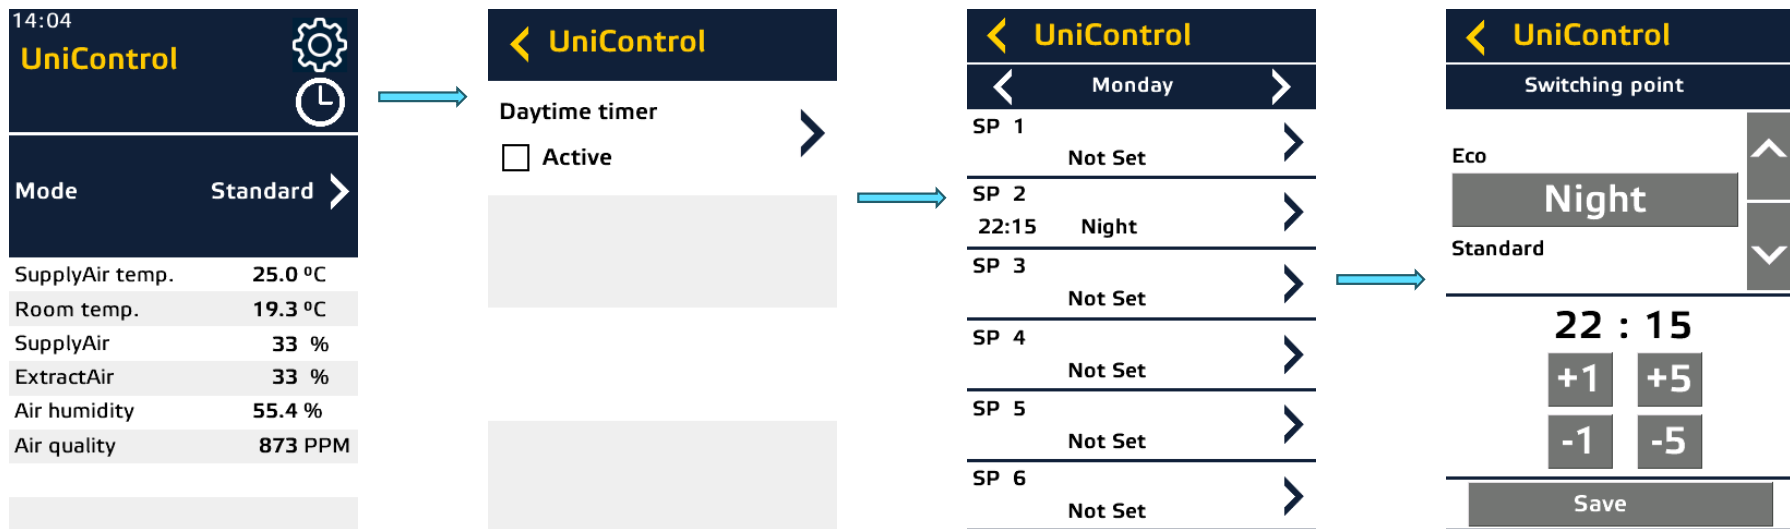 14:04
UniControl
Mode Standard
SupplyAir temp. 25.0 ºC
Room temp. 19.3 ºC
SupplyAir 33 %
ExtractAir 33 %
Air humidity 55.4 %
Air quality 873 PPM
UniControl
Daytime timer
Active
UniControl
Monday
SP 1
Not Set
SP 2
22:15 Night
SP 3
Not Set
SP 4
Not Set
SP 5
Not Set
SP 6
Not Set
UniControl
Switching point
Eco
Night
Standard
22 : 15
+1 +5
-1 -5
Save